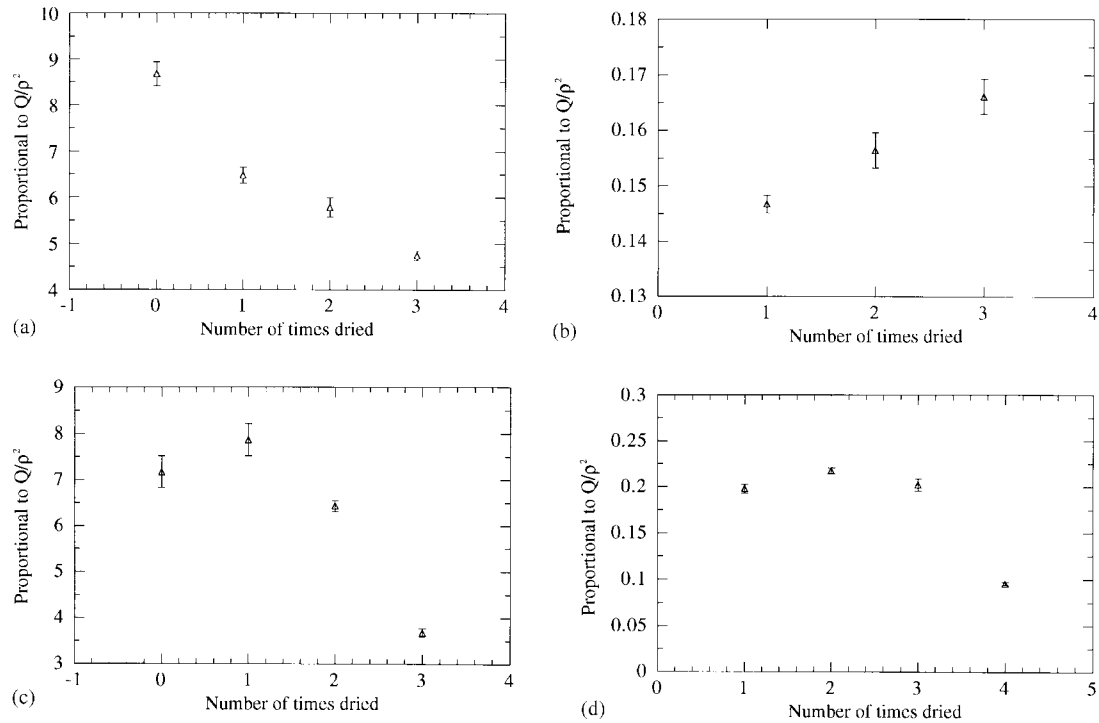 10
9
8
7
6
5
4
-1 0 1 2 3 4
Proportional to Q/ρ²
Number of times dried
(a)
0.18
0.17
0.16
0.15
0.14
0.13
0 1 2 3 4
Proportional to Q/ρ²
Number of times dried
(b)
9
8
7
6
5
4
3
-1 0 1 2 3 4
Proportional to Q/ρ²
Number of times dried
(c)
0.3
0.25
0.2
0.15
0.1
0.05
0
0 1 2 3 4 5
Proportional to Q/ρ²
Number of times dried
(d)